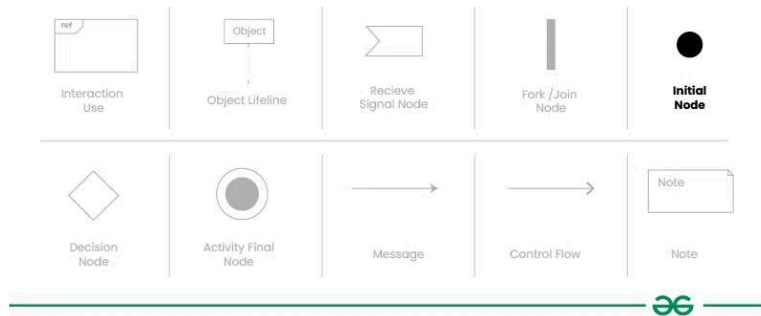 ref
Object
Interaction
Use
Object Lifeline
Recieve
Signal Node
Fork /Join
Node
Initial
Node
Note
Decision
Node
Activity Final
Node
Message
Control Flow
Note